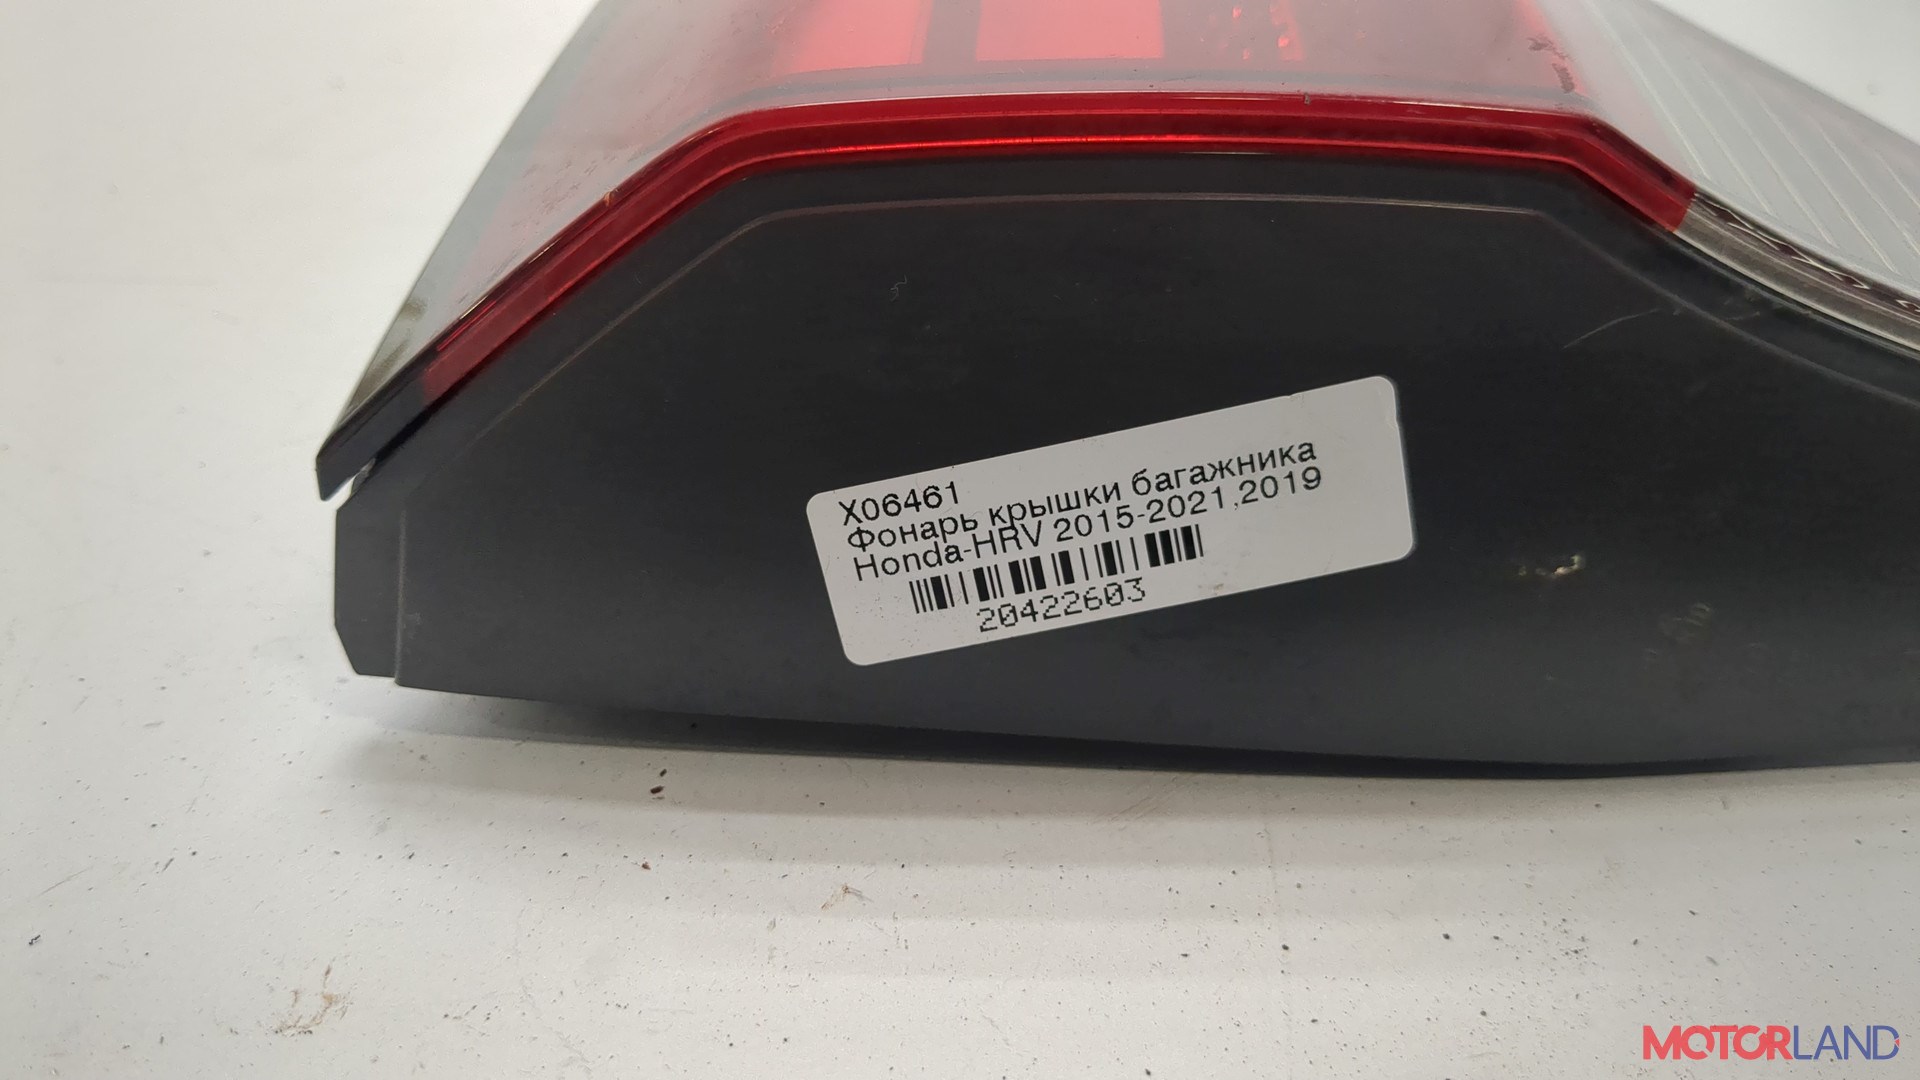 X06461
Фонарь крышки багажника
Honda-HRV 2015-2021,2019
20422603
MOTORLAND